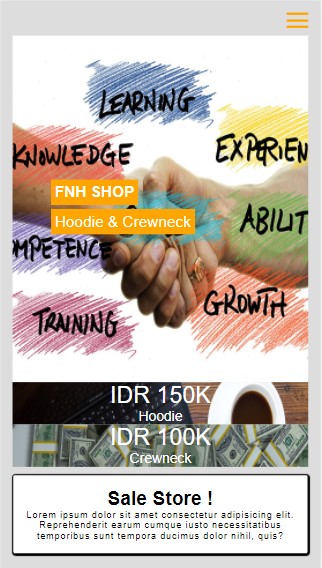 LEARNING
KNOWLEDGE
EXPERIEN
FNH SHOP
Hoodie & Crewneck
ABILIT
MPETENCE
GROWTH
TRAINING
IDR 150K
Hoodie
IDR 100K
Crewneck
Sale Store !
Lorem ipsum dolor sit amet consectetur adipisicing elit.
Reprehenderit earum cumque iusto necessitatibus
temporibus sunt tempora ducimus dolor nihil, quis?